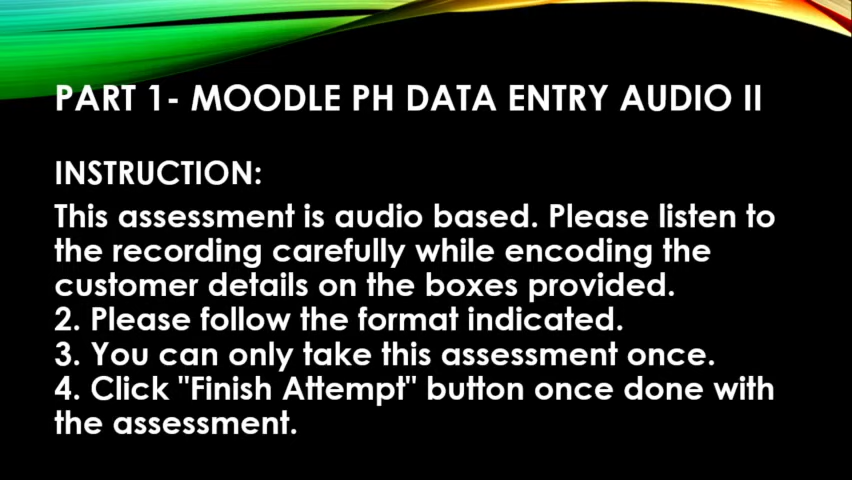 PART 1- MOODLE PH DATA ENTRY AUDIO II
INSTRUCTION:
This assessment is audio based. Please listen to
the recording carefully while encoding the
customer details on the boxes provided.
2. Please follow the format indicated.
3. You can only take this assessment once.
4. Click "Finish Attempt" button once done with
the assessment.